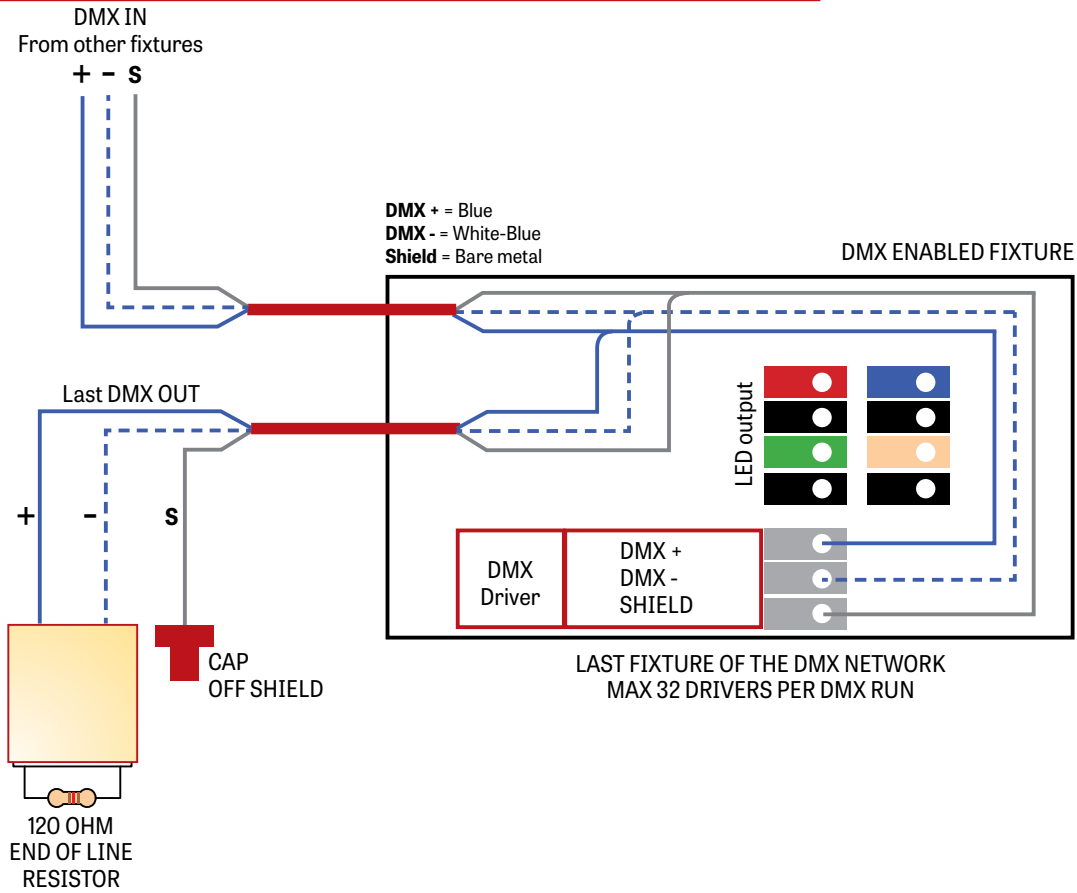 DMX IN
From other fixtures
+ - S
DMX + = Blue
DMX - = White-Blue
Shield = Bare metal
DMX ENABLED FIXTURE
Last DMX OUT
+ - S
LED output
DMX
Driver
DMX +
DMX -
SHIELD
CAP
OFF SHIELD
LAST FIXTURE OF THE DMX NETWORK
MAX 32 DRIVERS PER DMX RUN
120 OHM
END OF LINE
RESISTOR